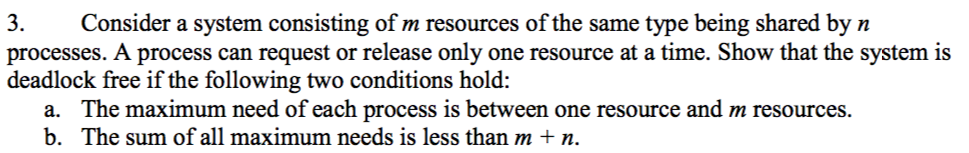 3. Consider a system consisting of m resources of the same type being shared by n
processes. A process can request or release only one resource at a time. Show that the system is
deadlock free if the following two conditions hold:
a. The maximum need of each process is between one resource and m resources.
b. The sum of all maximum needs is less than m + n.